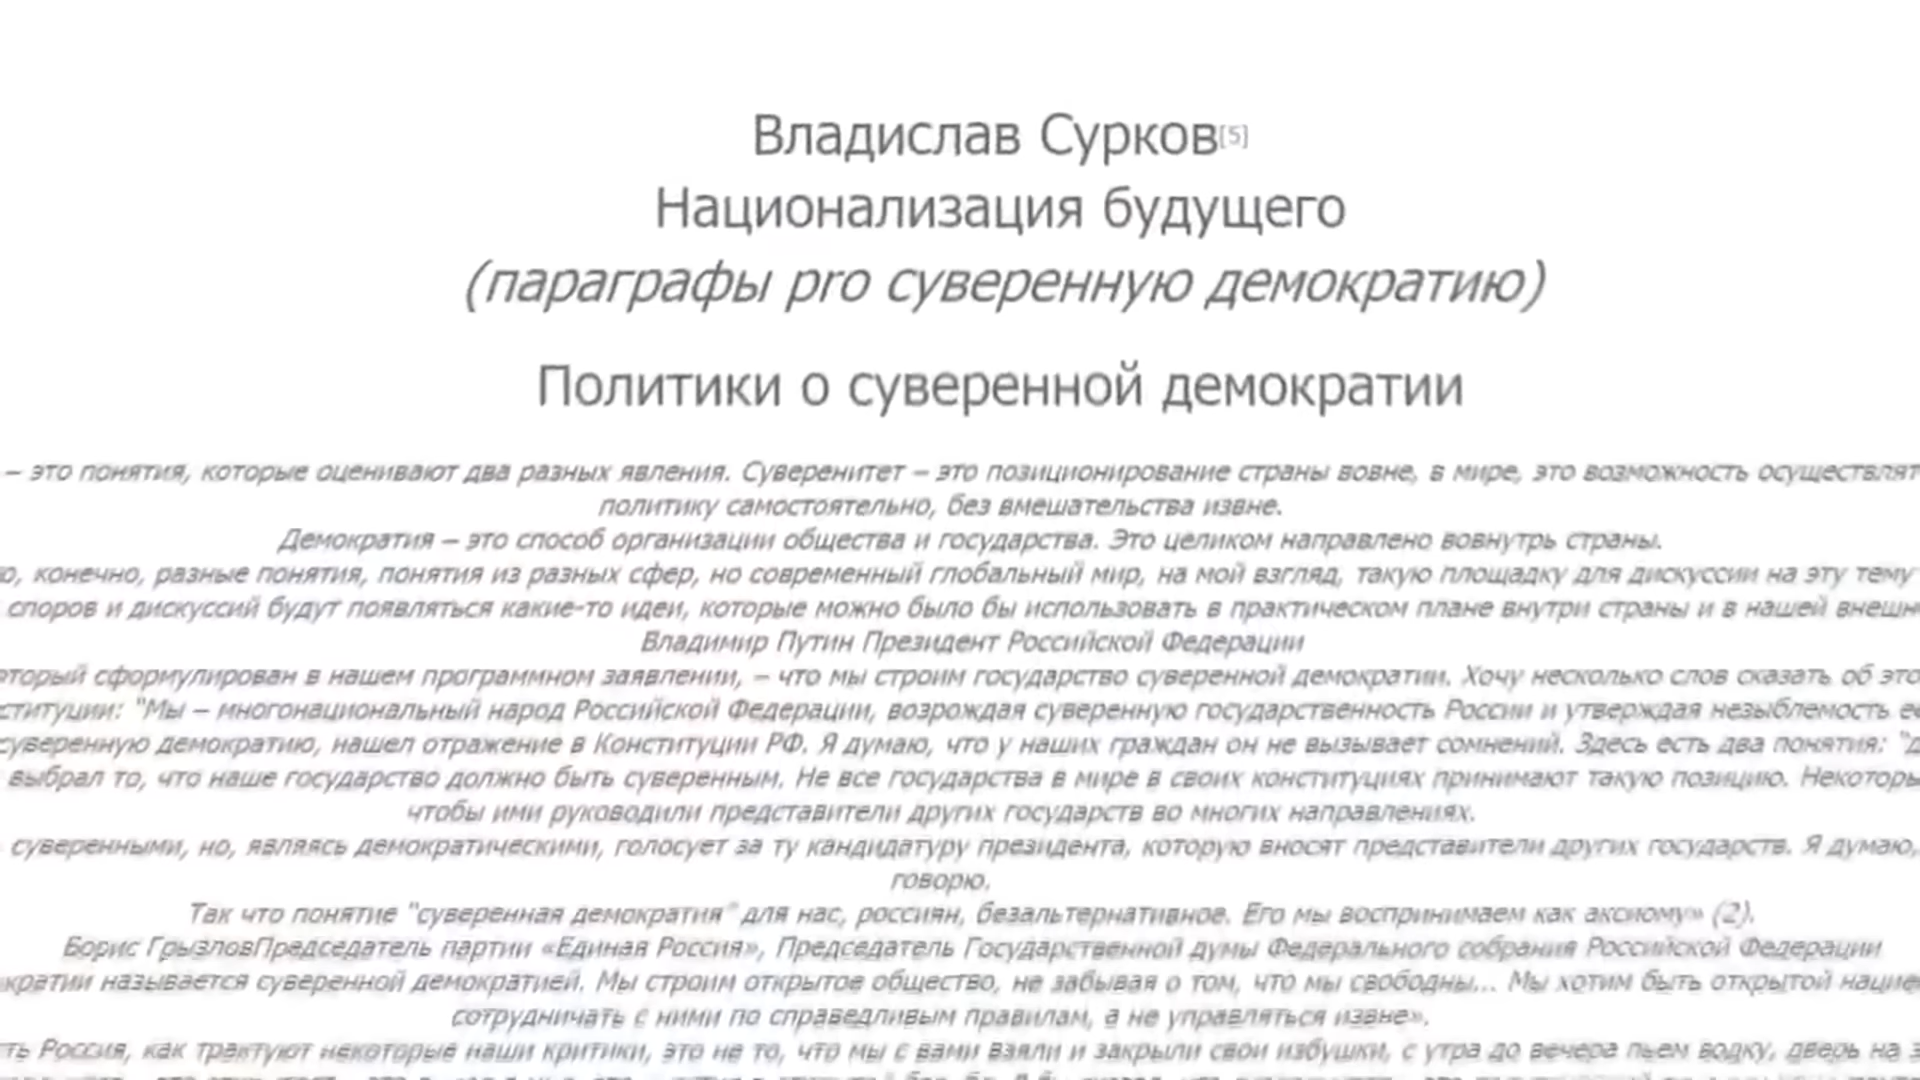 Владислав Сурков[5]
Национализация будущего
(параграфы pro суверенную демократию)
Политики о суверенной демократии
– это понятия, которые оценивают два разных явления. Суверенитет – это позиционирование страны вовне, в мире, это возможность осуществлят
политику самостоятельно, без вмешательства извне.
Демократия – это способ организации общества и государства. Это целиком направлено вовнутрь страны.
о, конечно, разные понятия, понятия из разных сфер, но современный глобальный мир, на мой взгляд, такую площадку для дискуссии на эту тему
споров и дискуссий будут появляться какие-то идеи, которые можно было бы использовать в практическом плане внутри страны и в нашей внешн
Владимир Путин Президент Российской Федерации
оторый сформулирован в нашем программном заявлении, – что мы строим государство суверенной демократии. Хочу несколько слов сказать об это
ституции: "Мы – многонациональный народ Российской Федерации, возрождая суверенную государственность России и утверждая незыблемость ее
суверенную демократию, нашел отражение в Конституции РФ. Я думаю, что у наших граждан он не вызывает сомнений. Здесь есть два понятия: "д
выбрал то, что наше государство должно быть суверенным. Не все государства в мире в своих конституциях принимают такую позицию. Некоторы
чтобы ими руководили представители других государств во многих направлениях.
суверенными, но, являясь демократическими, голосует за ту кандидатуру президента, которую вносят представители других государств. Я думаю,
говорю.
Так что понятие "суверенная демократия" для нас, россиян, безальтернативное. Его мы воспринимаем как аксиому» (2).
Борис ГрызловПредседатель партии «Единая Россия», Председатель Государственной думы Федерального собрания Российской Федерации
кратии называется суверенной демократией. Мы строим открытое общество, не забывая о том, что мы свободны... Мы хотим быть открытой нацие
сотрудничать с ними по справедливым правилам, а не управляться извне».
ть Россия, как трактуют некоторые наши критики, это не то, что мы с вами взяли и закрыли свои избушки, с утра до вечера пьем водку, дверь на з